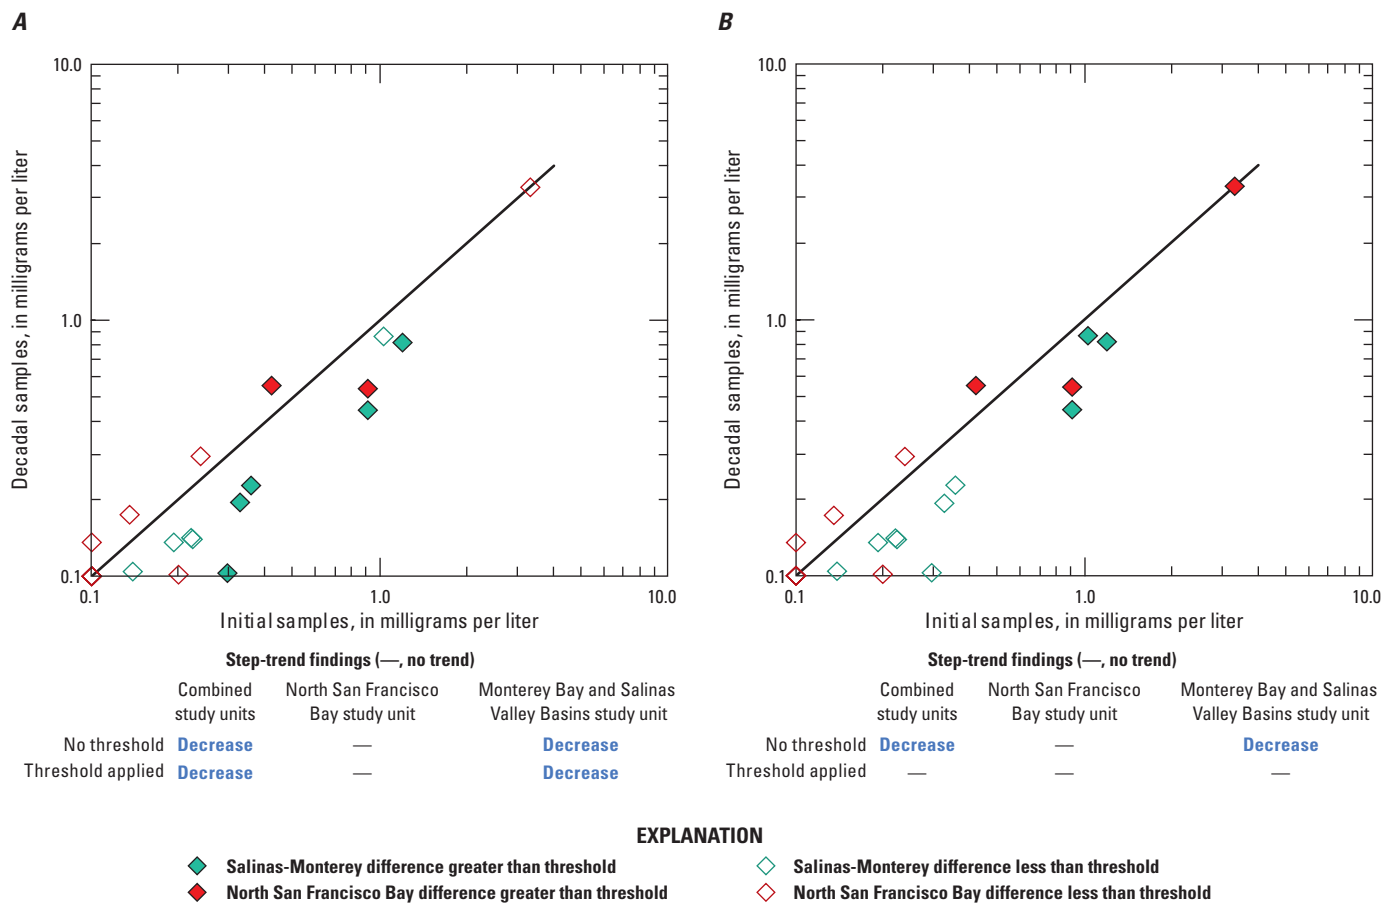 A
10.0
1.0
0.1
0.1
1.0
10.0
Decadal samples, in milligrams per liter
Initial samples, in milligrams per liter
Step-trend findings (—, no trend)
Combined study units
North San Francisco Bay study unit
Monterey Bay and Salinas Valley Basins study unit
No threshold Decrease — Decrease
Threshold applied Decrease — Decrease
B
10.0
1.0
0.1
0.1
1.0
10.0
Decadal samples, in milligrams per liter
Initial samples, in milligrams per liter
Step-trend findings (—, no trend)
Combined study units
North San Francisco Bay study unit
Monterey Bay and Salinas Valley Basins study unit
No threshold Decrease — Decrease
Threshold applied — — —
EXPLANATION
Salinas-Monterey difference greater than threshold
North San Francisco Bay difference greater than threshold
Salinas-Monterey difference less than threshold
North San Francisco Bay difference less than threshold